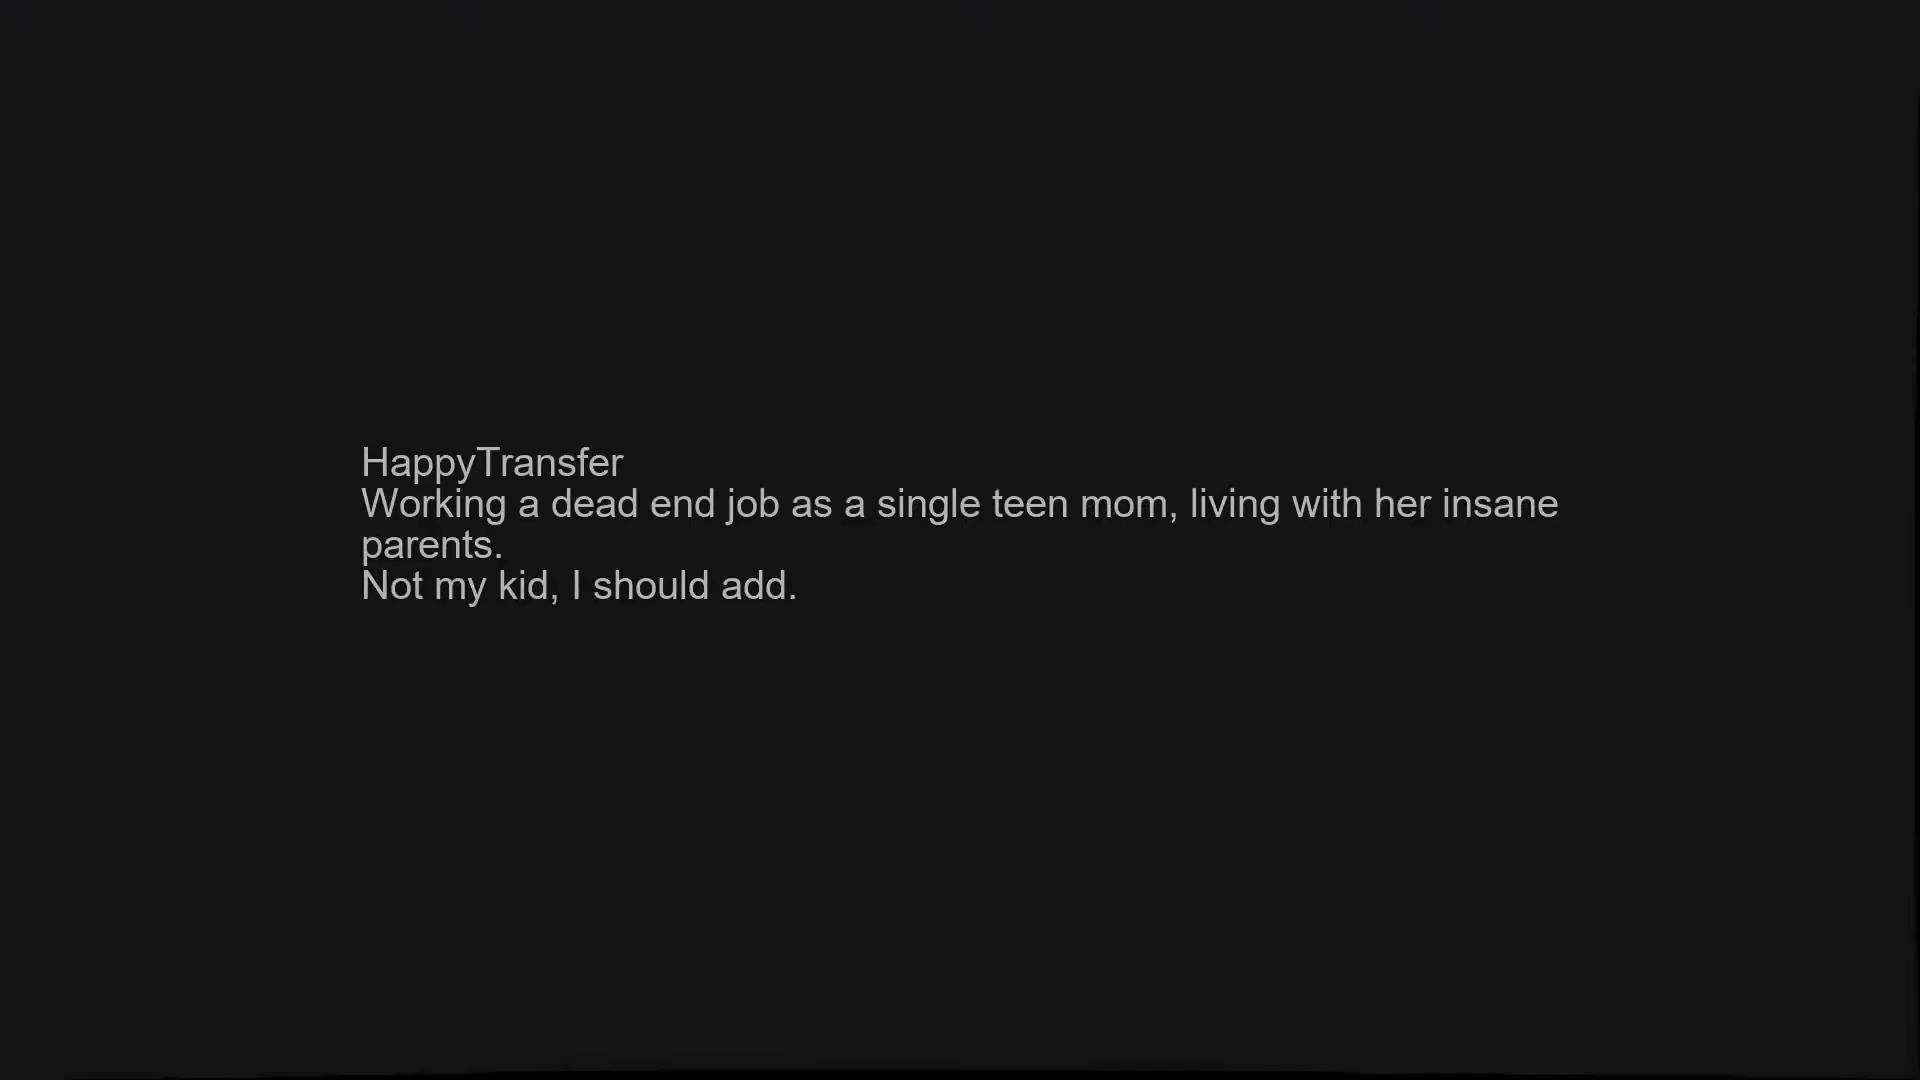 HappyTransfer
Working a dead end job as a single teen mom, living with her insane
parents.
Not my kid, I should add.